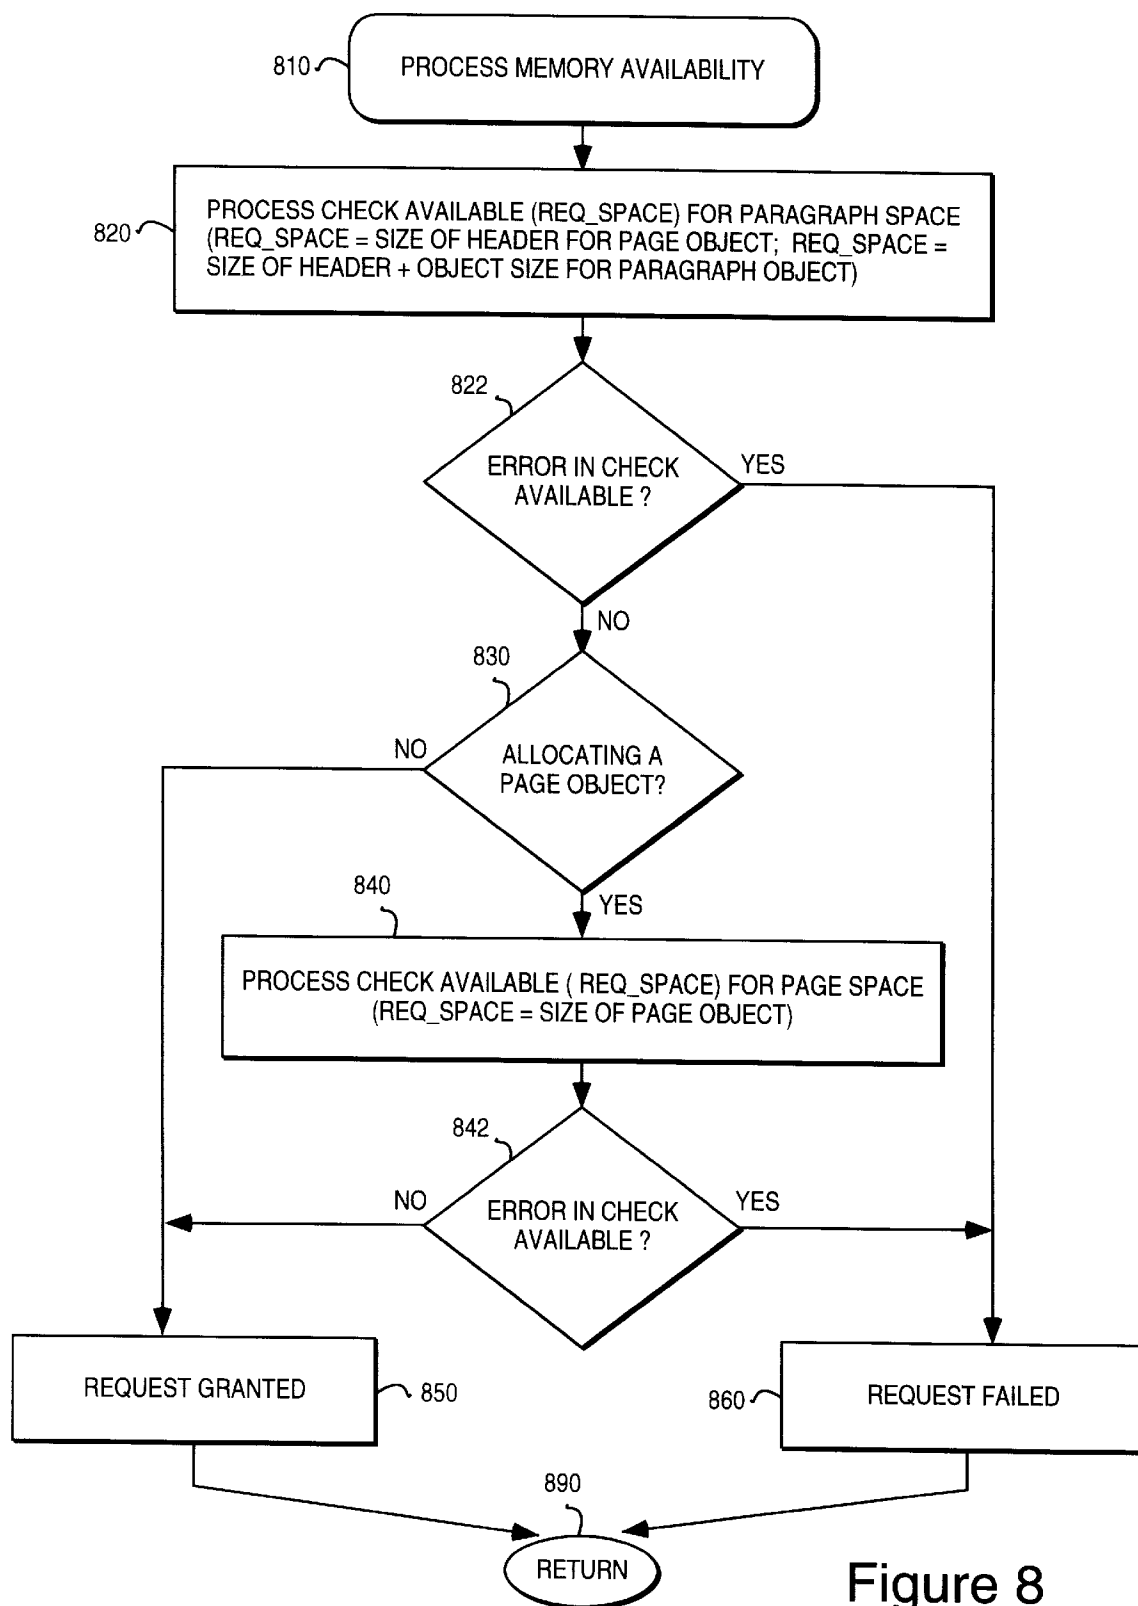 810
PROCESS MEMORY AVAILABILITY
820
PROCESS CHECK AVAILABLE (REQ_SPACE) FOR PARAGRAPH SPACE
(REQ_SPACE = SIZE OF HEADER FOR PAGE OBJECT; REQ_SPACE =
SIZE OF HEADER + OBJECT SIZE FOR PARAGRAPH OBJECT)
822
ERROR IN CHECK
AVAILABLE ?
YES
NO
830
ALLOCATING A
PAGE OBJECT?
NO
YES
840
PROCESS CHECK AVAILABLE ( REQ_SPACE) FOR PAGE SPACE
(REQ_SPACE = SIZE OF PAGE OBJECT)
842
ERROR IN CHECK
AVAILABLE ?
NO
YES
REQUEST GRANTED
850
860
REQUEST FAILED
890
RETURN
Figure 8